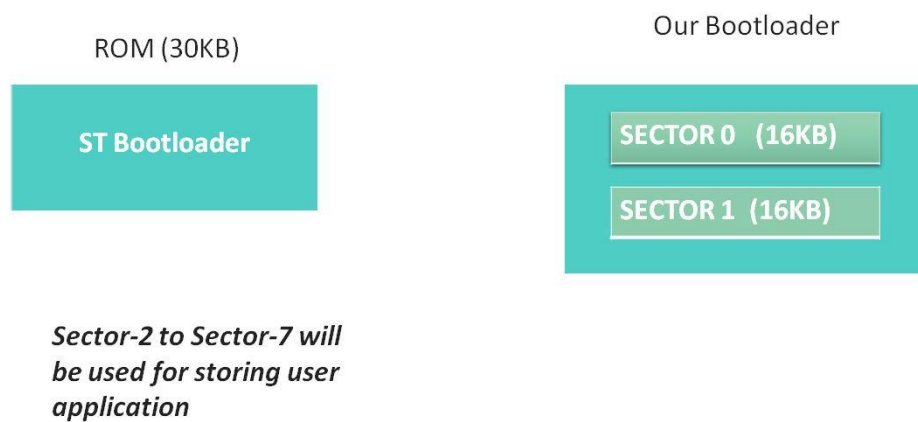 ROM (30KB)
ST Bootloader
Our Bootloader
SECTOR 0 (16KB)
SECTOR 1 (16KB)
Sector-2 to Sector-7 will
be used for storing user
application